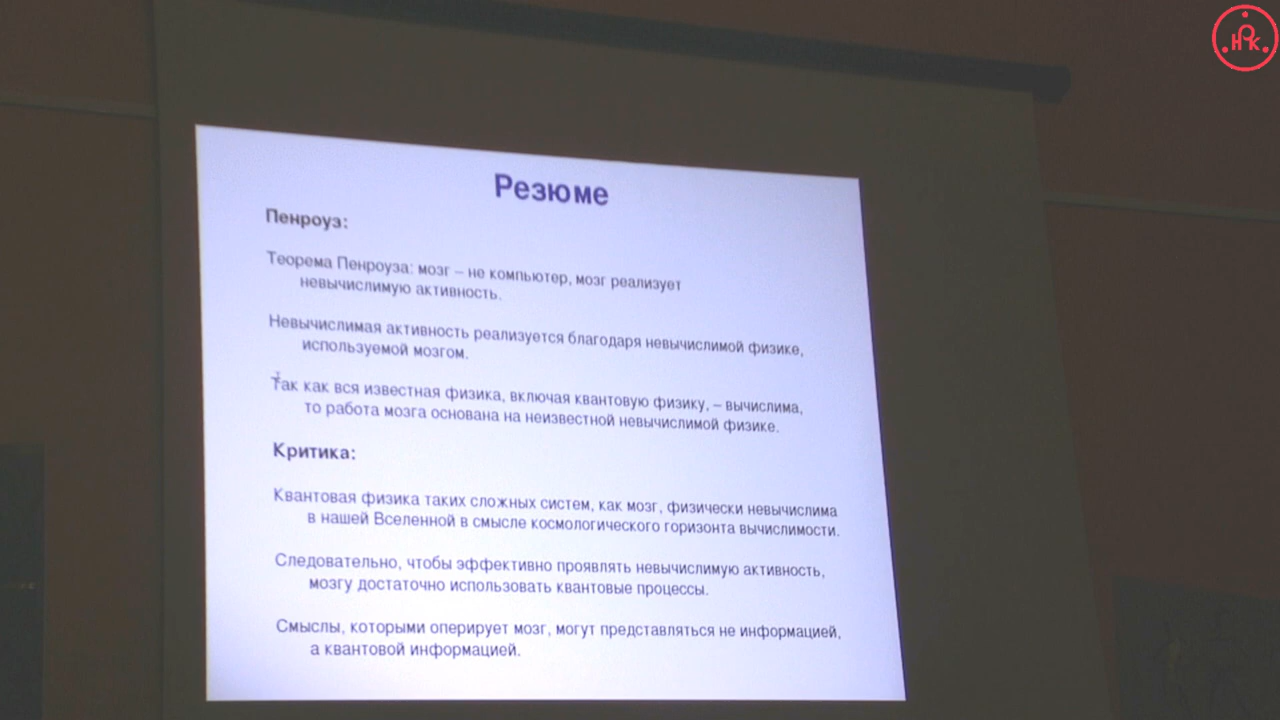 НРК
Резюме
Пенроуз:
Теорема Пенроуза: мозг – не компьютер, мозг реализует
невычислимую активность.
Невычислимая активность реализуется благодаря невычислимой физике,
используемой мозгом.
Так как вся известная физика, включая квантовую физику, – вычислима,
то работа мозга основана на неизвестной невычислимой физике.
Критика:
Квантовая физика таких сложных систем, как мозг, физически невычислима
в нашей Вселенной в смысле космологического горизонта вычислимости.
Следовательно, чтобы эффективно проявлять невычислимую активность,
мозгу достаточно использовать квантовые процессы.
Смыслы, которыми оперирует мозг, могут представляться не информацией,
а квантовой информацией.